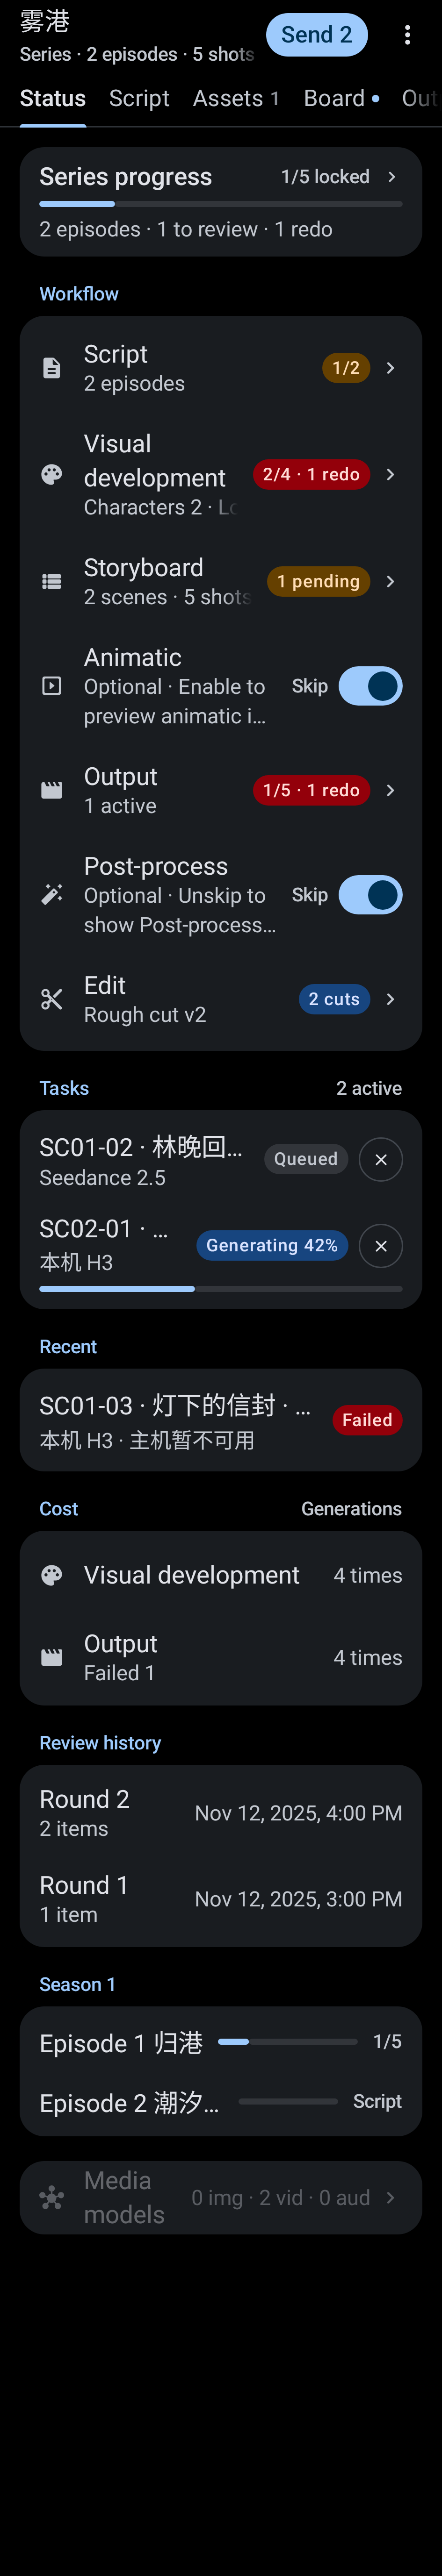 雾港
Series · 2 episodes · 5 shots
Send 2
Status
Script
Assets 1
Board
Out
Series progress
1/5 locked
2 episodes · 1 to review · 1 redo
Workflow
Script
2 episodes
1/2
Visual
development
Characters 2 · Lo
2/4 · 1 redo
Storyboard
2 scenes · 5 shots
1 pending
Animatic
Optional · Enable to
preview animatic i…
Skip
Output
1 active
1/5 · 1 redo
Post-process
Optional · Unskip to
show Post-process…
Skip
Edit
Rough cut v2
2 cuts
Tasks
2 active
SC01-02 · 林晚回…
Seedance 2.5
Queued
SC02-01 · …
本机 H3
Generating 42%
Recent
SC01-03 · 灯下的信封 · …
本机 H3 · 主机暂不可用
Failed
Cost
Generations
Visual development
4 times
Output
Failed 1
4 times
Review history
Round 2
2 items
Nov 12, 2025, 4:00 PM
Round 1
1 item
Nov 12, 2025, 3:00 PM
Season 1
Episode 1 归港
1/5
Episode 2 潮汐…
Script
Media
models
0 img · 2 vid · 0 aud